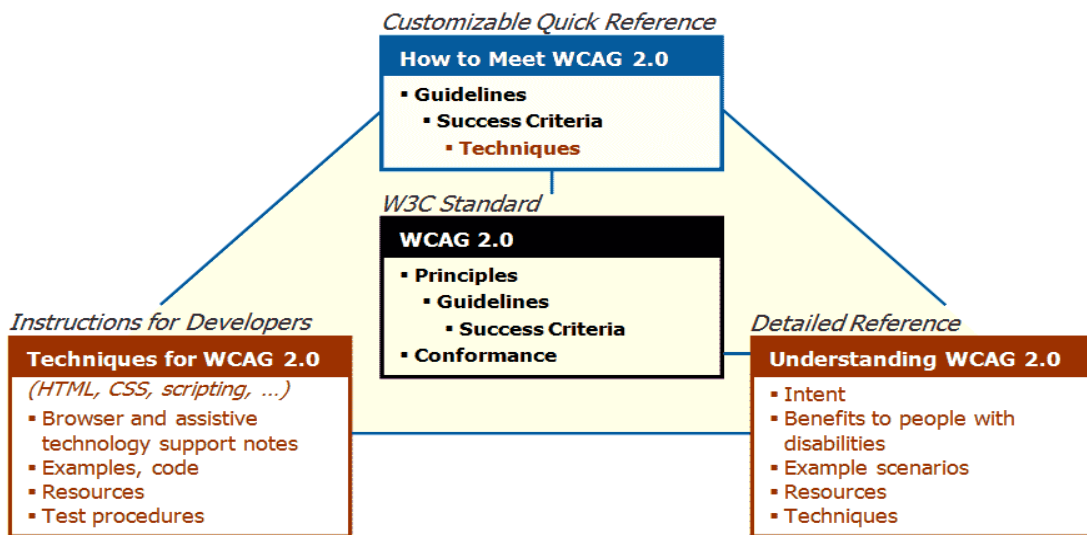 Customizable Quick Reference
How to Meet WCAG 2.0
▪ Guidelines
▪ Success Criteria
▪ Techniques
W3C Standard
WCAG 2.0
▪ Principles
▪ Guidelines
▪ Success Criteria
▪ Conformance
Instructions for Developers
Techniques for WCAG 2.0
(HTML, CSS, scripting, ...)
▪ Browser and assistive
technology support notes
▪ Examples, code
▪ Resources
▪ Test procedures
Detailed Reference
Understanding WCAG 2.0
▪ Intent
▪ Benefits to people with
disabilities
▪ Example scenarios
▪ Resources
▪ Techniques